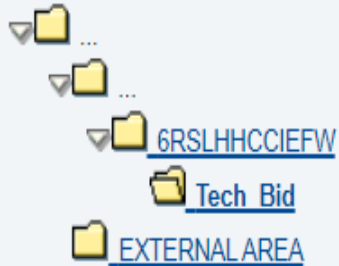 ...
...
6RSLHHCCIEFW
Tech_Bid
EXTERNAL AREA